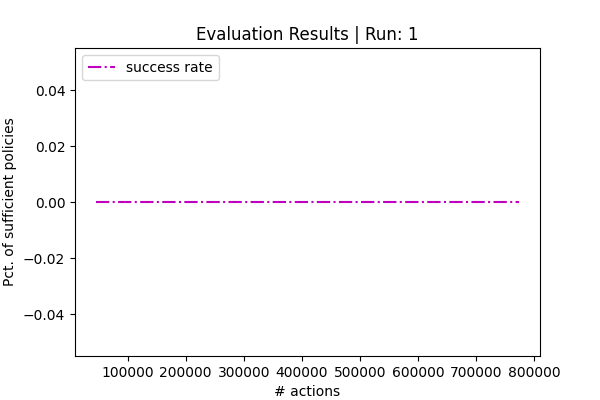 Evaluation Results | Run: 1
success rate
Pct. of sufficient policies
0.04
0.02
0.00
−0.02
−0.04
100000 200000 300000 400000 500000 600000 700000 800000
# actions